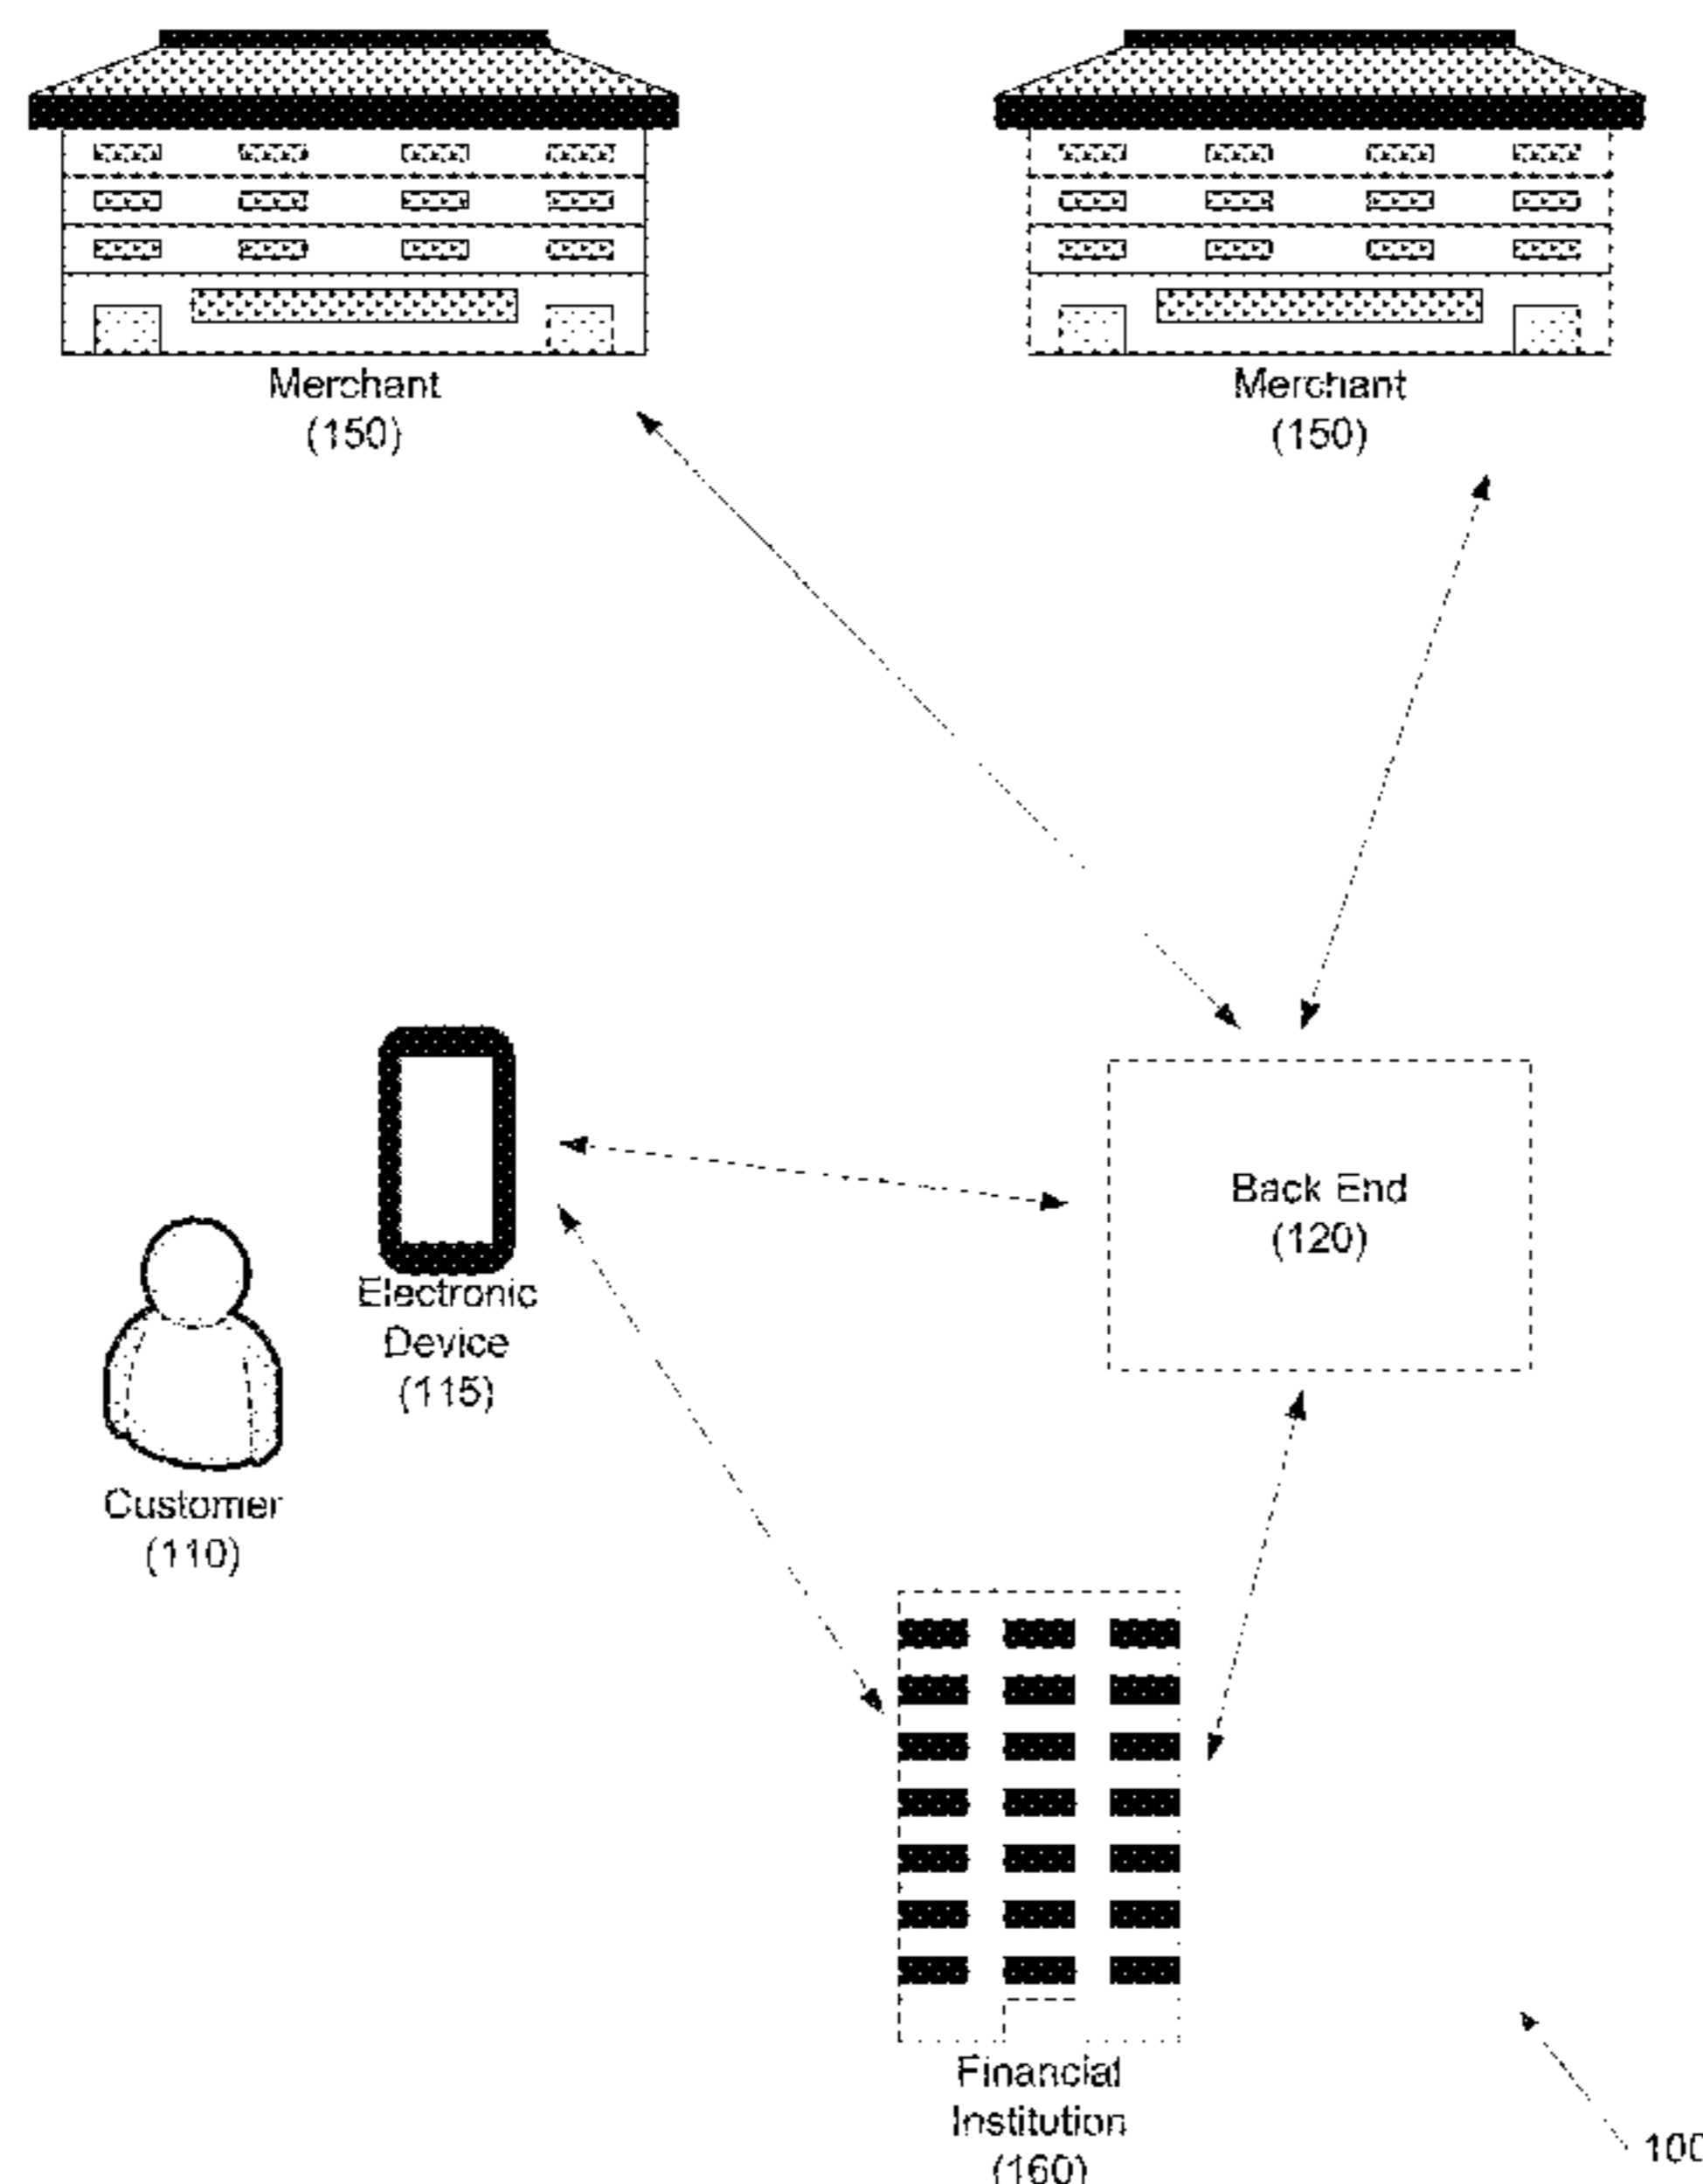 Merchant
(150)
Merchant
(150)
Back End
(120)
Electronic
Device
(115)
Customer
(110)
Financial
Institution
(160)
100